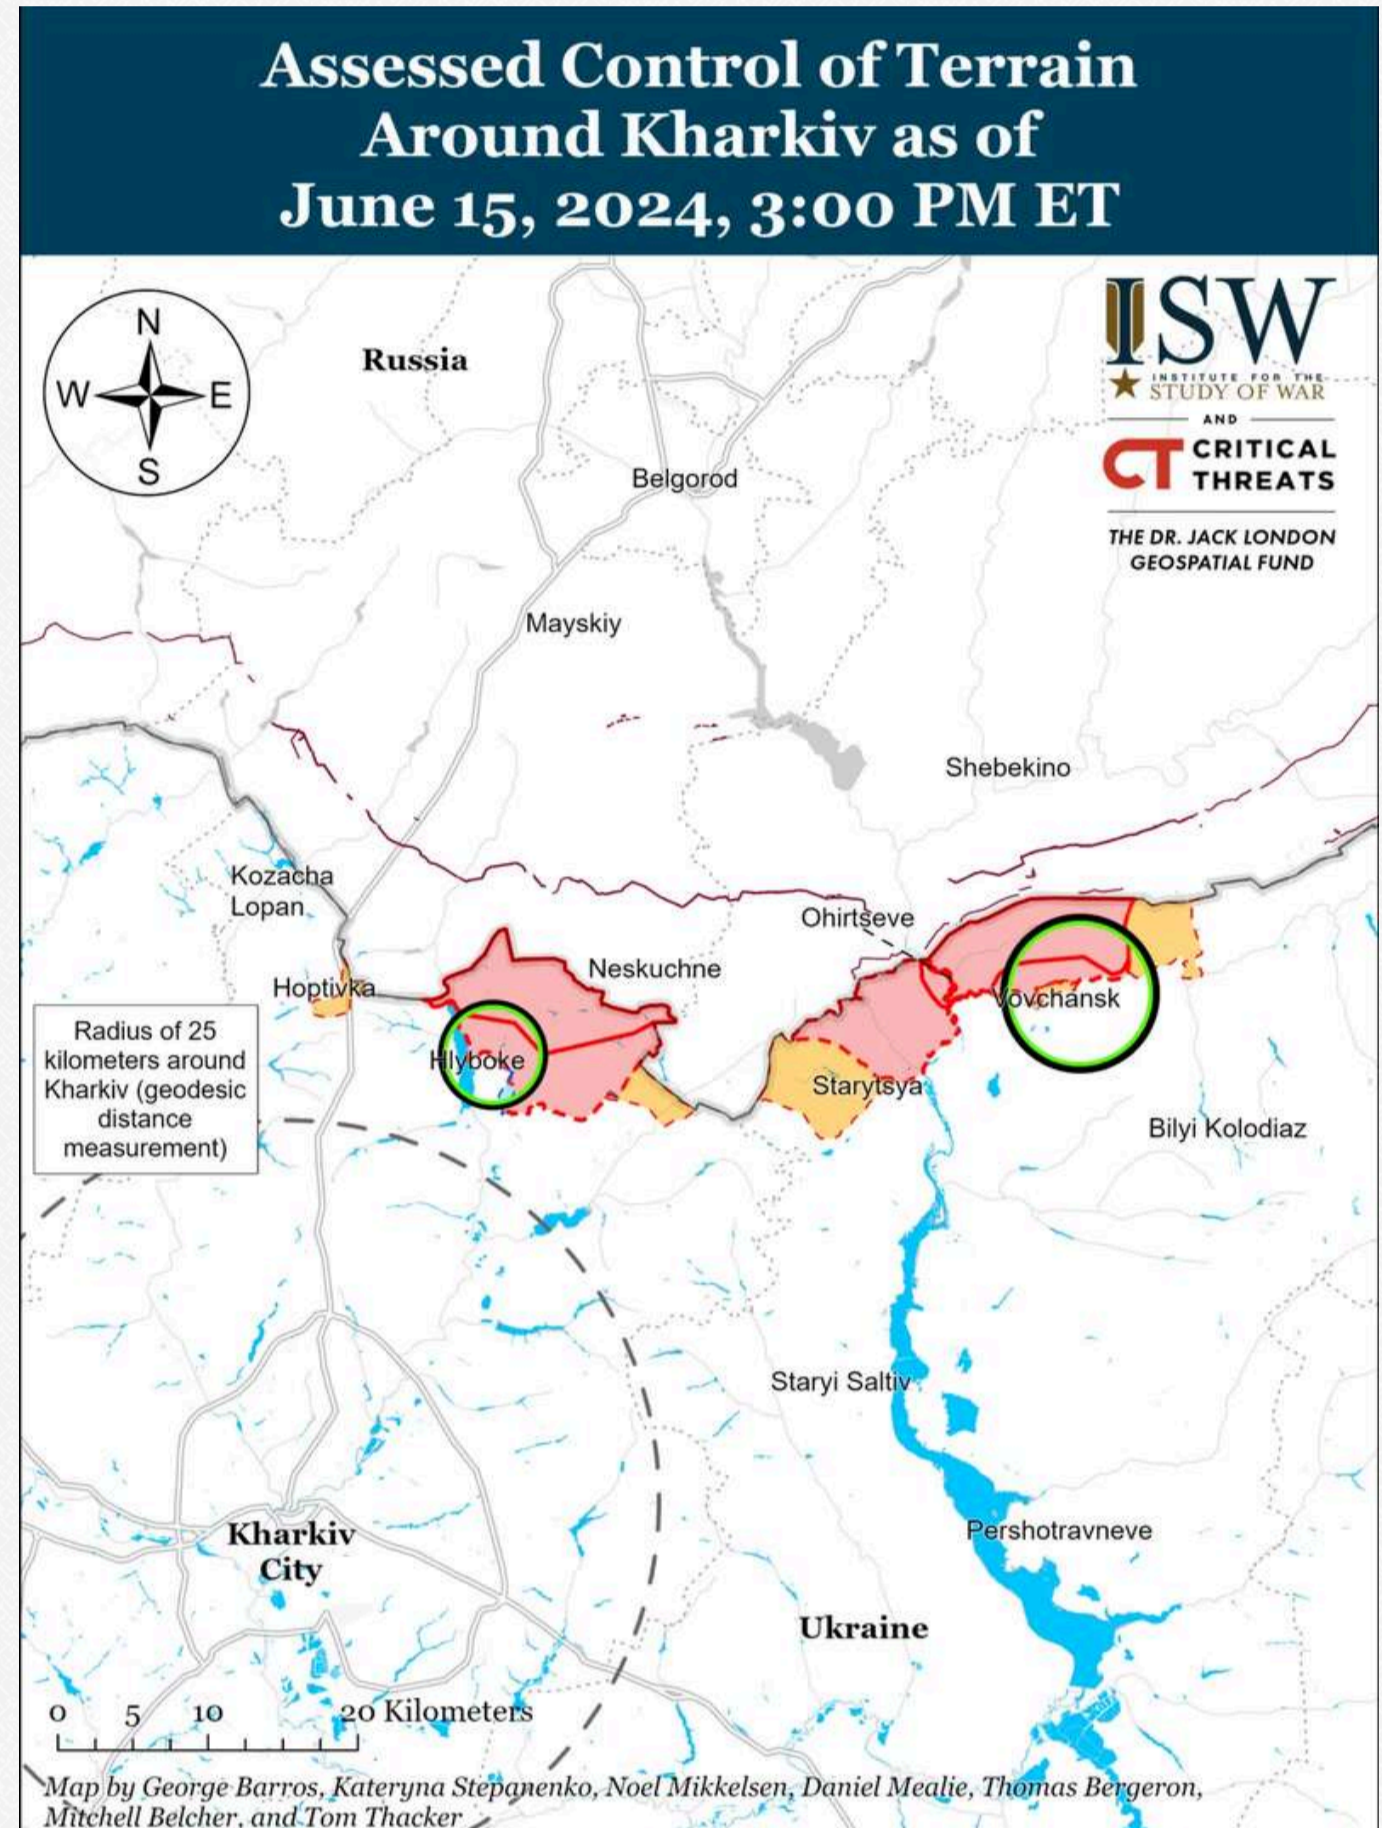 Assessed Control of Terrain
Around Kharkiv as of
June 15, 2024, 3:00 PM ET
N
W
E
S
Russia
ISW
INSTITUTE FOR THE
STUDY OF WAR
AND
CT CRITICAL
THREATS
THE DR. JACK LONDON
GEOSPATIAL FUND
Belgorod
Mayskiy
Shebekino
Kozacha
Lopan
Ohirtseve
Neskuchne
Hoptivka
Vovchansk
Radius of 25
kilometers around
Kharkiv (geodesic
distance
measurement)
Hlyboke
Starytsya
Bilyi Kolodiaz
Staryi Saltiv
Kharkiv
City
Pershotravneve
Ukraine
0 5 10 20 Kilometers
Map by George Barros, Kateryna Stepanenko, Noel Mikkelsen, Daniel Mealie, Thomas Bergeron,
Mitchell Belcher, and Tom Thacker